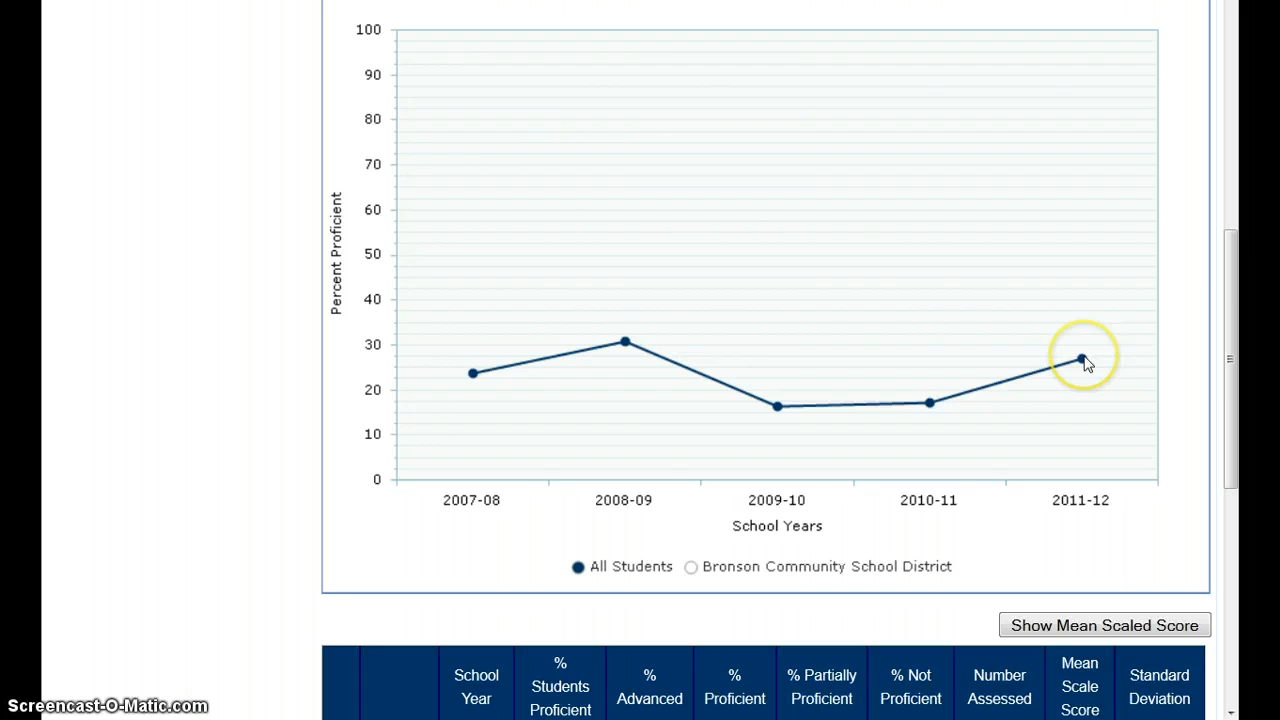 100
90
80
70
60
50
40
30
20
10
0
Percent Proficient
2007-08 2008-09 2009-10 2010-11 2011-12
School Years
All Students Bronson Community School District
Show Mean Scaled Score
School Year
% Students Proficient
% Advanced
% Proficient
% Partially Proficient
% Not Proficient
Number Assessed
Mean Scale Score
Standard Deviation
Screencast-O-Matic.com